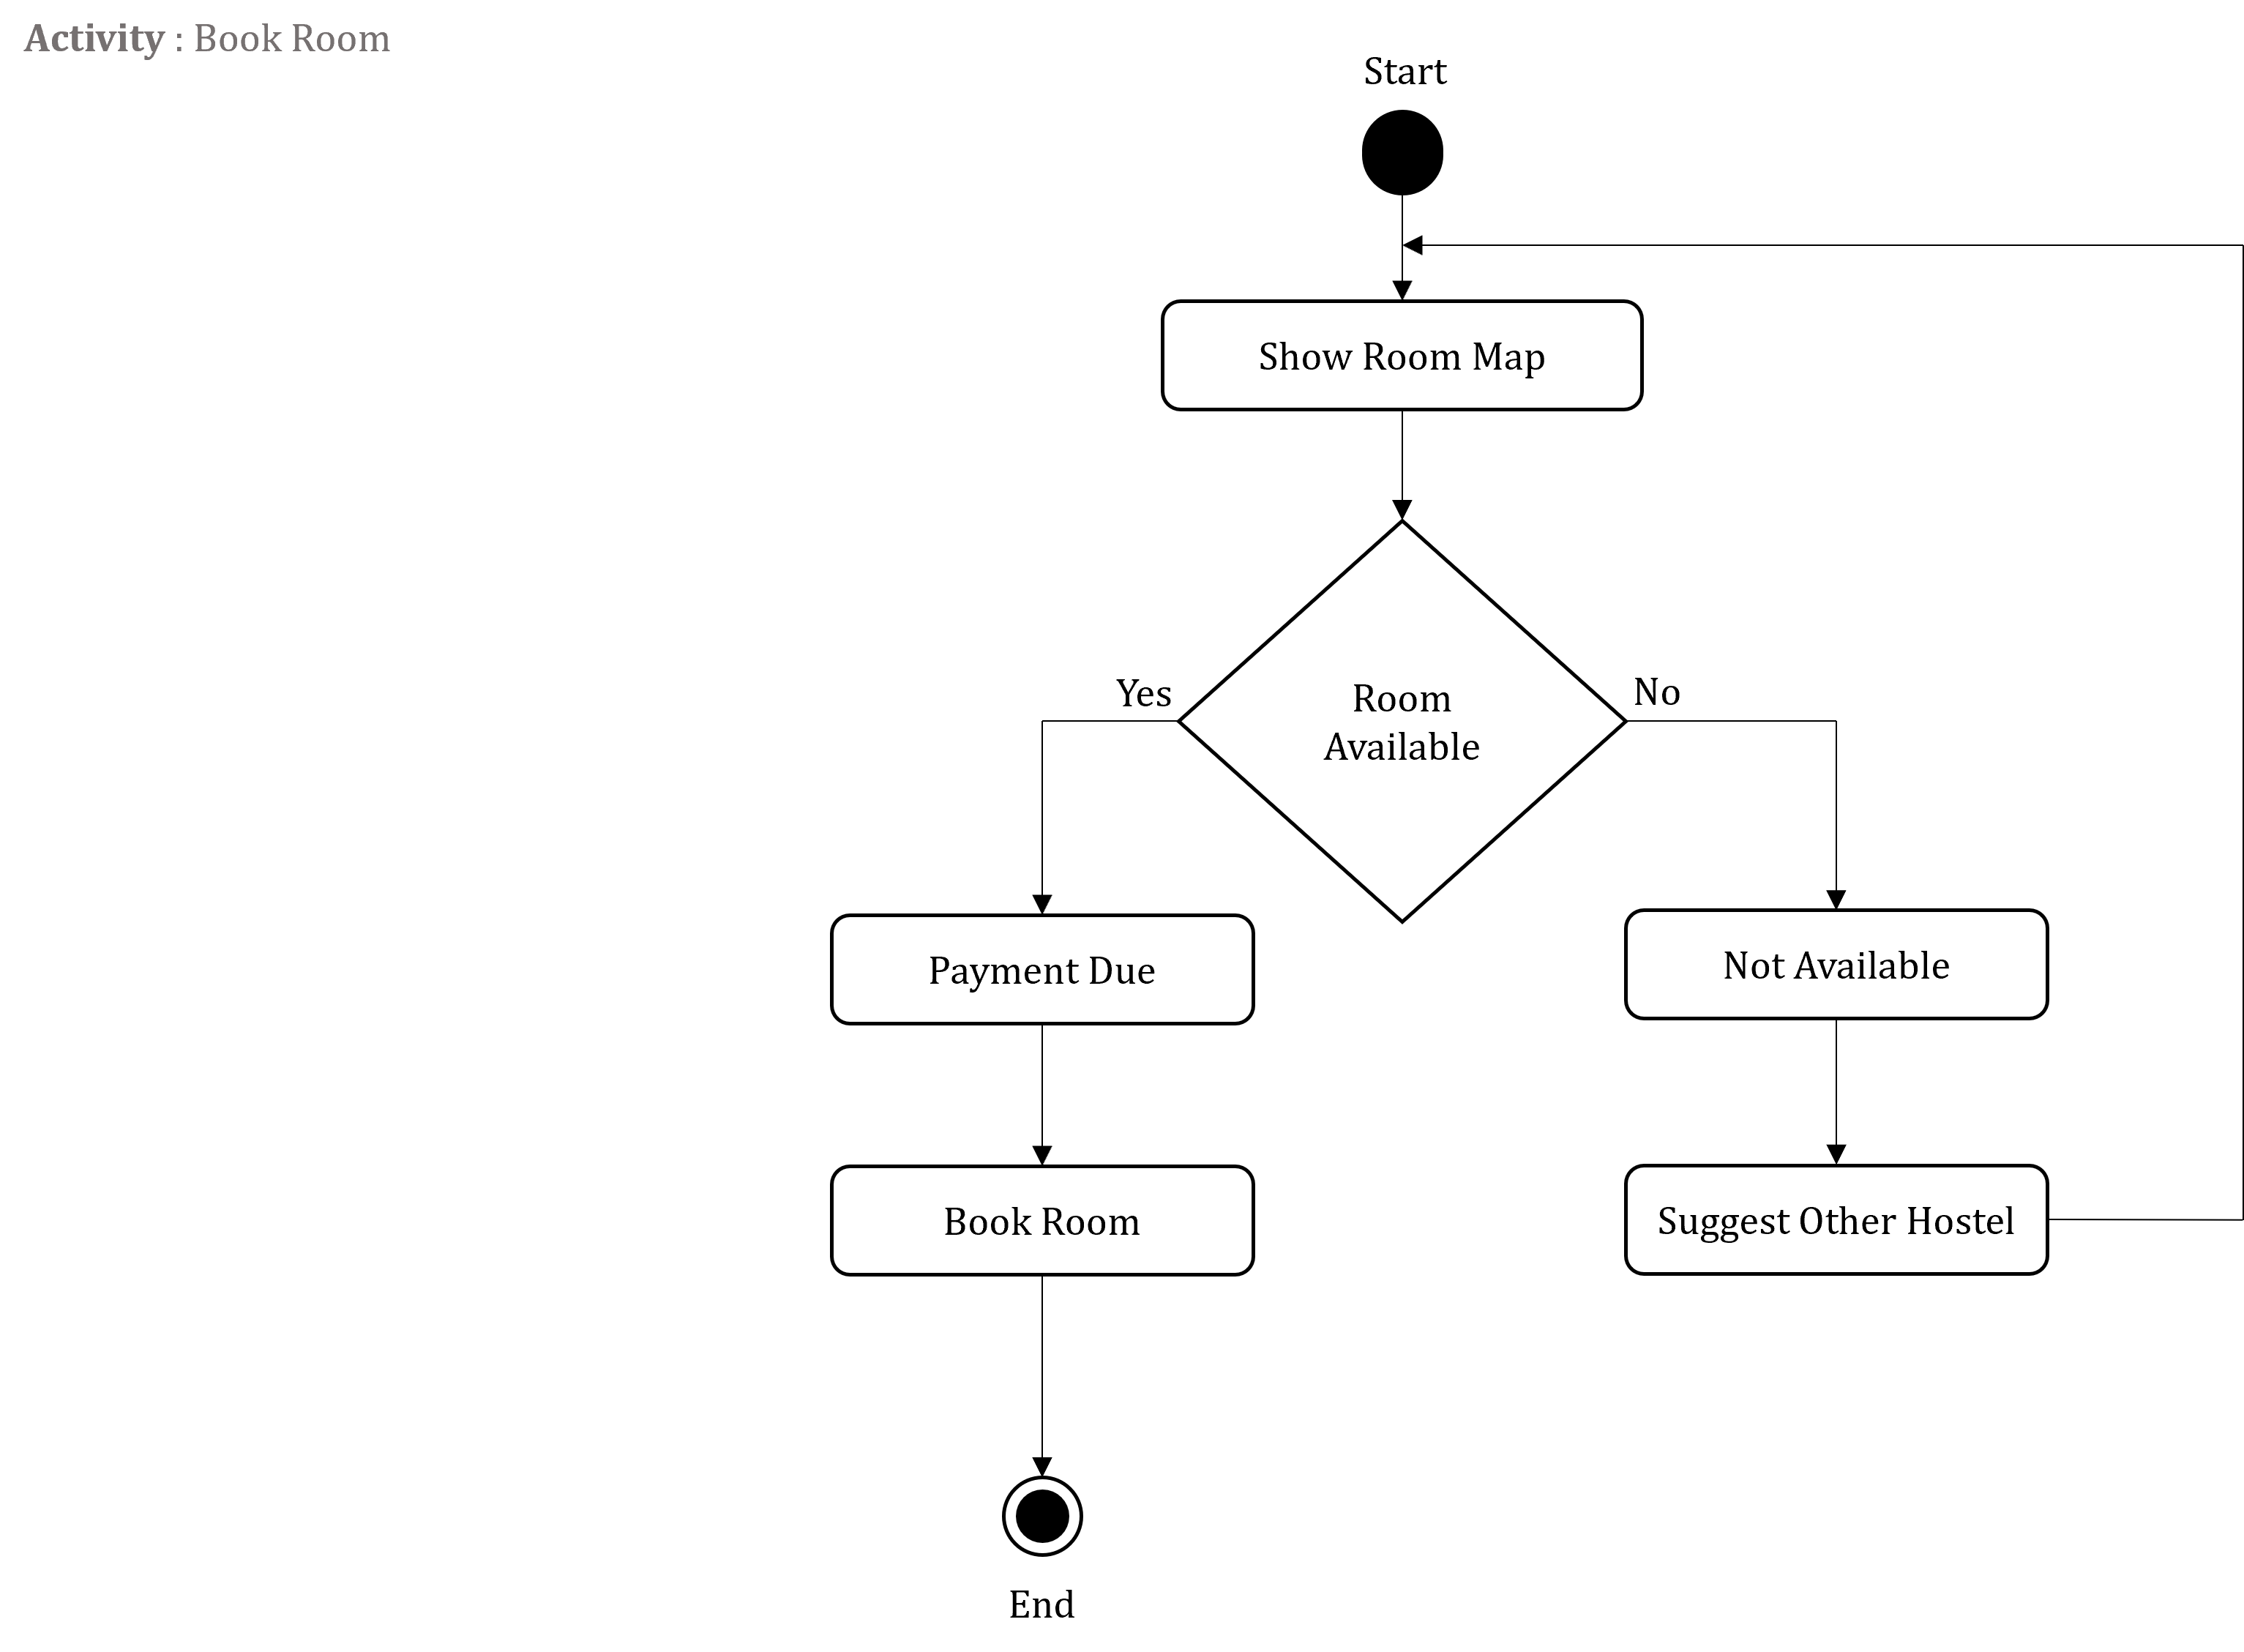 Activity : Book Room
Start
Show Room Map
Yes
No
Room
Available
Payment Due
Not Available
Book Room
Suggest Other Hostel
End